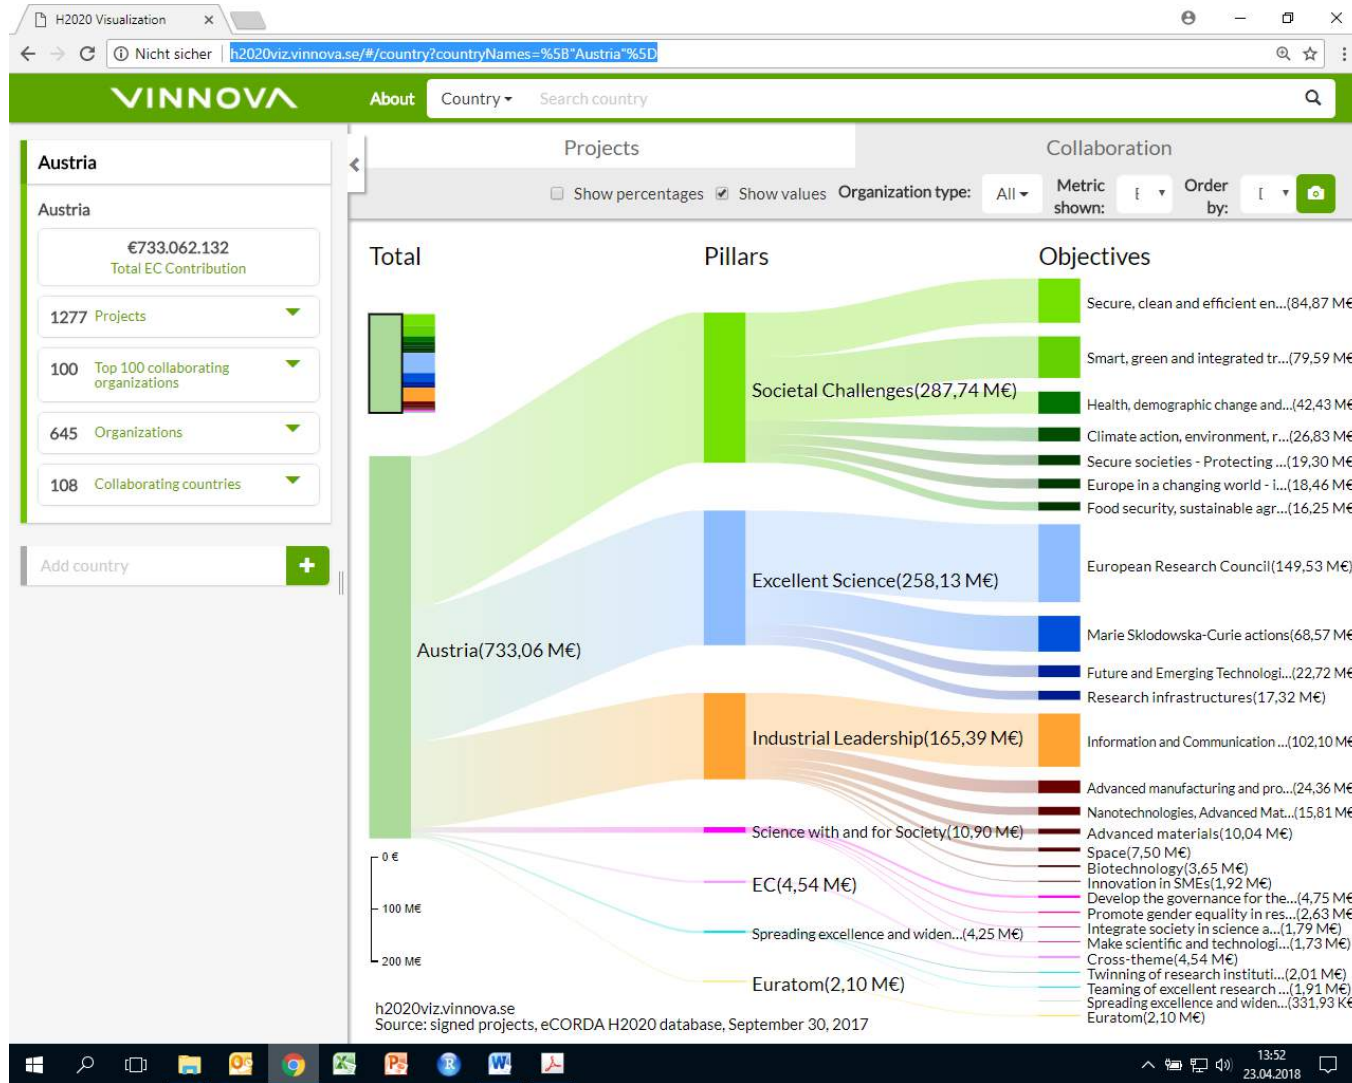 H2020 Visualization
Nicht sicher | h2020viz.vinnova.se/#/country?countryNames=%5B"Austria"%5D
VINNOVA About Country Search country
Austria
Austria
€733.062.132
Total EC Contribution
1277 Projects
100 Top 100 collaborating
organizations
645 Organizations
108 Collaborating countries
Add country
Projects
Collaboration
Show percentages Show values Organization type: All Metric
shown: Order
by:
Total
Pillars
Objectives
Austria(733,06 M€)
0 €
100 M€
200 M€
Societal Challenges(287,74 M€)
Excellent Science(258,13 M€)
Industrial Leadership(165,39 M€)
Science with and for Society(10,90 M€)
EC(4,54 M€)
Spreading excellence and widen...(4,25 M€)
Euratom(2,10 M€)
Secure, clean and efficient en...(84,87 M€
Smart, green and integrated tr...(79,59 M€
Health, demographic change and...(42,43 M€
Climate action, environment, r...(26,83 M€
Secure societies - Protecting ...(19,30 M€
Europe in a changing world - i...(18,46 M€
Food security, sustainable agr...(16,25 M€
European Research Council(149,53 M€)
Marie Sklodowska-Curie actions(68,57 M€
Future and Emerging Technologi...(22,72 M€
Research infrastructures(17,32 M€)
Information and Communication ...(102,10 M€
Advanced manufacturing and pro...(24,36 M€
Nanotechnologies, Advanced Mat...(15,81 M€
Advanced materials(10,04 M€)
Space(7,50 M€)
Biotechnology(3,65 M€)
Innovation in SMEs(1,92 M€)
Develop the governance for the...(4,75 M€
Promote gender equality in res...(2,63 M€)
Integrate society in science a...(1,79 M€)
Make scientific and technologi...(1,73 M€)
Cross-theme(4,54 M€)
Twinning of research instituti...(2,01 M€)
Teaming of excellent research ...(1,91 M€)
Spreading excellence and widen...(331,93 K€
Euratom(2,10 M€)
h2020viz.vinnova.se
Source: signed projects, eCORDA H2020 database, September 30, 2017
13:52
23.04.2018